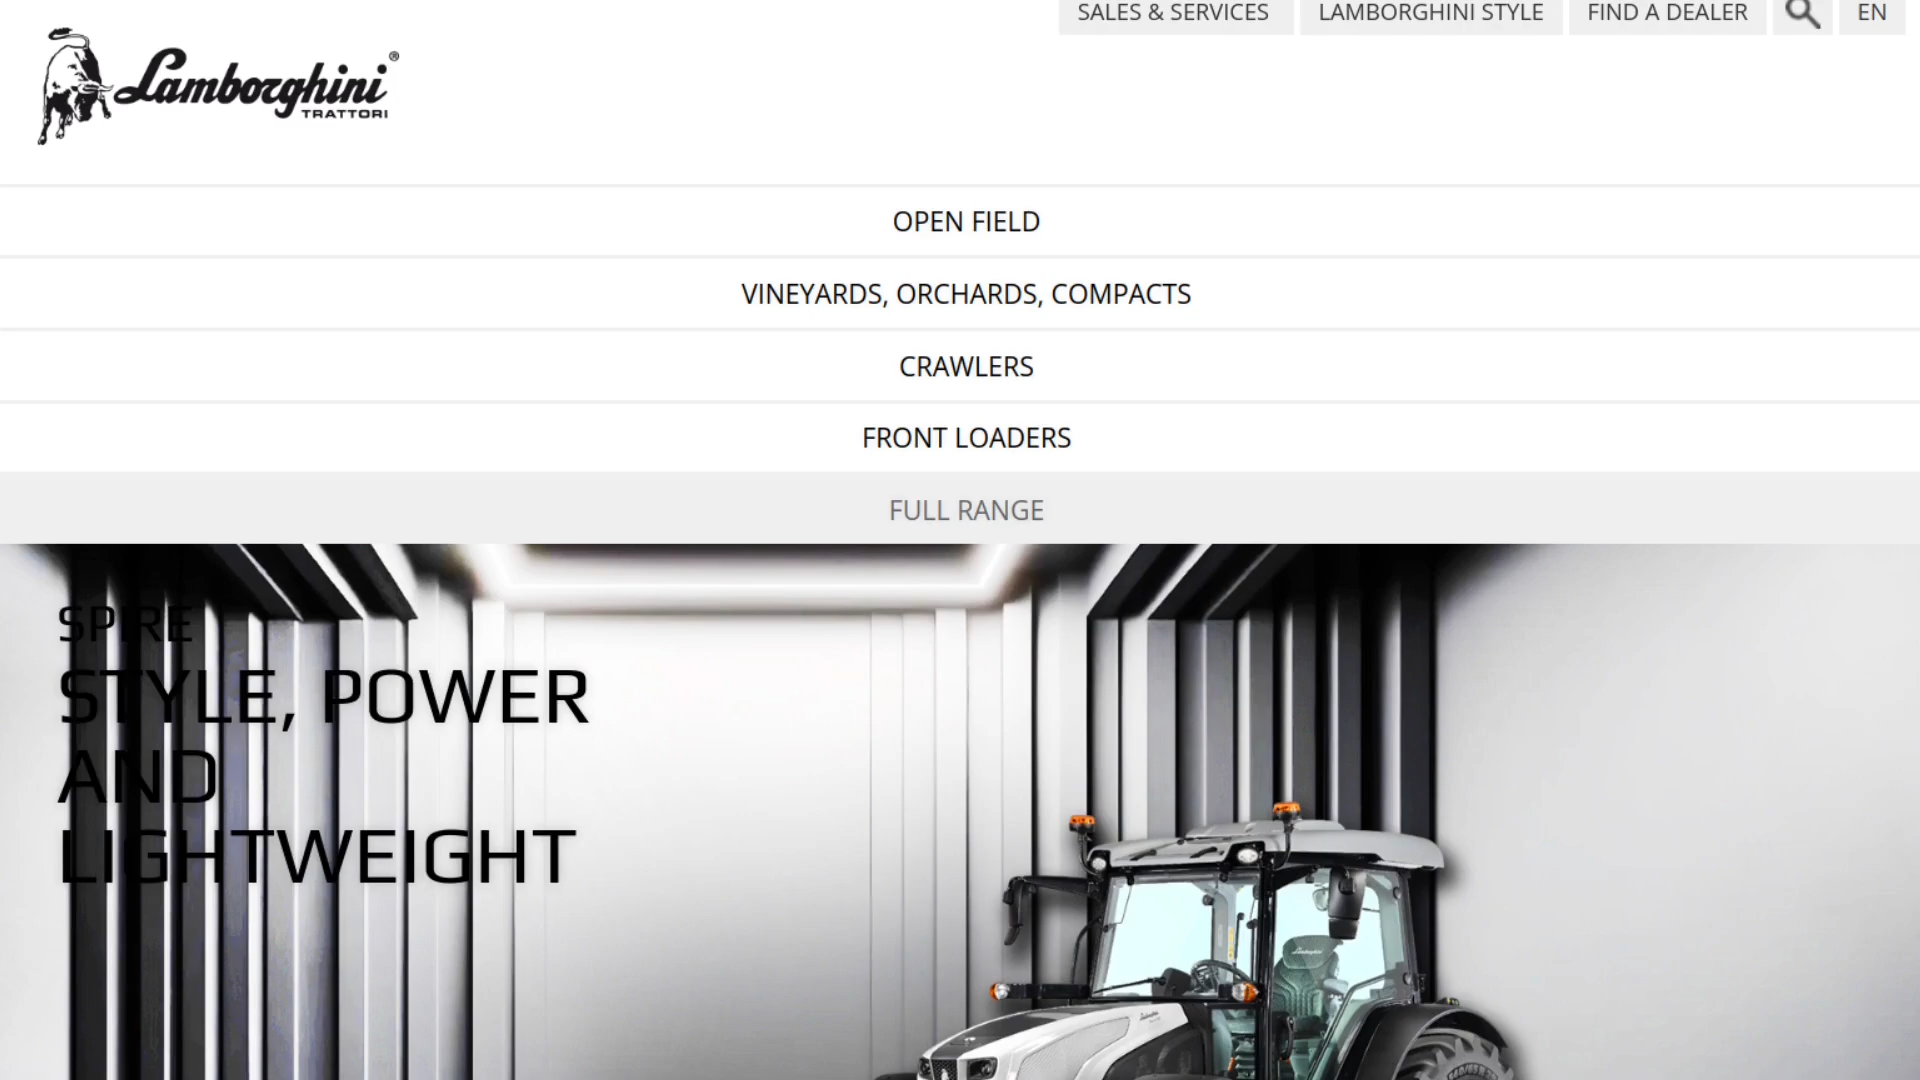 SALES & SERVICES
LAMBORGHINI STYLE
FIND A DEALER
EN
Lamborghini®
TRATTORI
OPEN FIELD
VINEYARDS, ORCHARDS, COMPACTS
CRAWLERS
FRONT LOADERS
FULL RANGE
SPIRE
STYLE, POWER
AND
LIGHTWEIGHT
Lamborghini